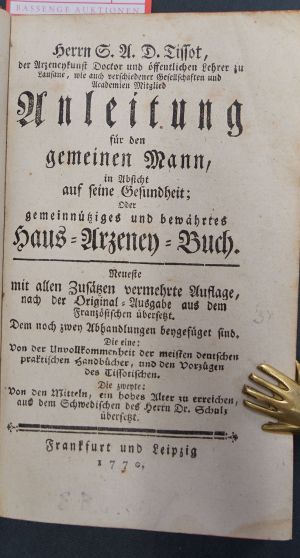 BASSENGE AUKTIONEN
Herrn S. A. D. Tissot,
der Arzeneykunst Doctor und öffentlichen Lehrer zu
Lausane, wie auch verschiedener Gesellschaften und
Academien Mitglied
Anleitung
für den
gemeinen Mann,
in Absicht
auf seine Gesundheit;
Oder
gemeinnütziges und bewährtes
Haus-Arzeney-Buch.
Neueste
mit allen Zusätzen vermehrte Auflage,
nach der Original-Ausgabe aus dem
Französischen übersetzt.
Dem noch zwey Abhandlungen beygefüget sind.
Die eine:
Von der Unvollkommenheit der meisten deutschen
praktischen Handbücher, und den Vorzügen
des Tissotischen.
Die zweyte:
Von den Mitteln, ein hohes Alter zu erreichen,
aus dem Schwedischen des Herrn Dr. Schulz
übersetzt.
Frankfurt und Leipzig
1770.